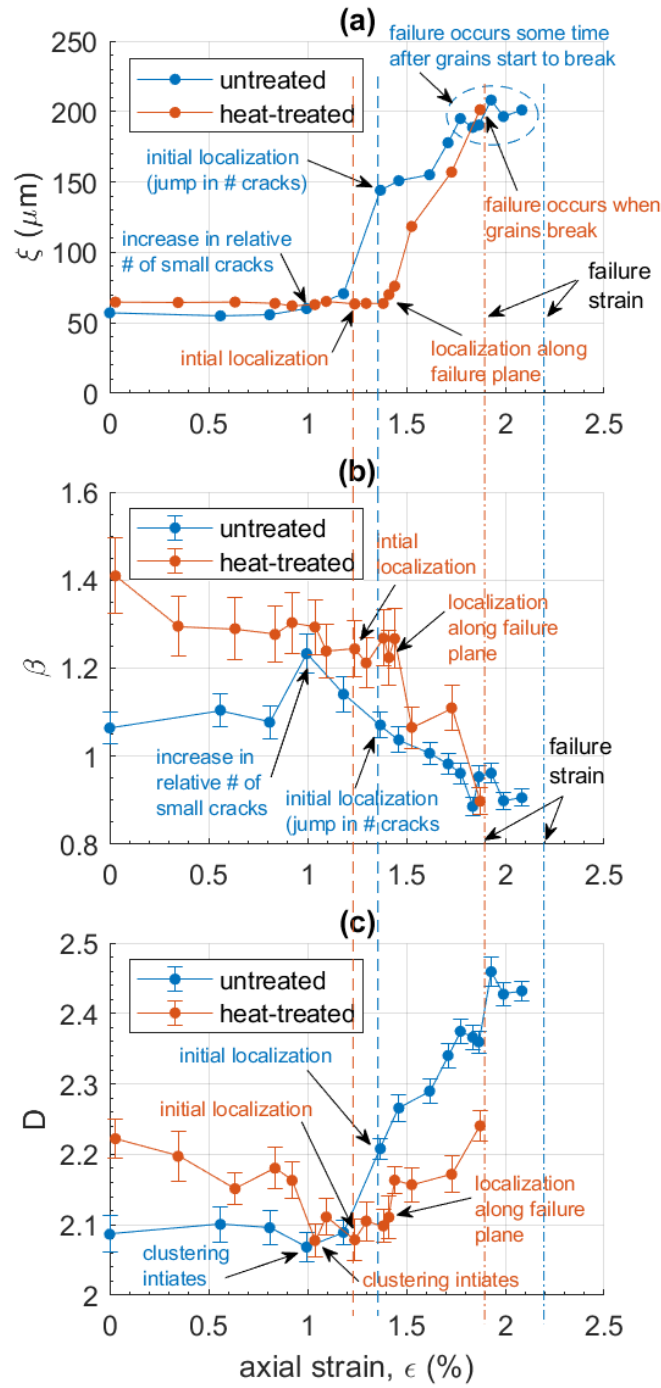 (a)
250
200
150
100
50
0
ξ (μm)
untreated
heat-treated
failure occurs some time
after grains start to break
initial localization
(jump in # cracks)
increase in relative
# of small cracks
intial localization
failure occurs when
grains break
failure
strain
localization along
failure plane
0
0.5
1
1.5
2
2.5
(b)
1.6
1.4
1.2
1
0.8
β
untreated
heat-treated
intial
localization
localization
along failure
plane
increase in
relative # of
small cracks
initial localization
(jump in # cracks
failure
strain
0
0.5
1
1.5
2
2.5
(c)
2.5
2.4
2.3
2.2
2.1
2
D
untreated
heat-treated
initial localization
initial localization
localization
along failure
plane
clustering
intiates
clustering intiates
0
0.5
1
1.5
2
2.5
axial strain, ϵ (%)